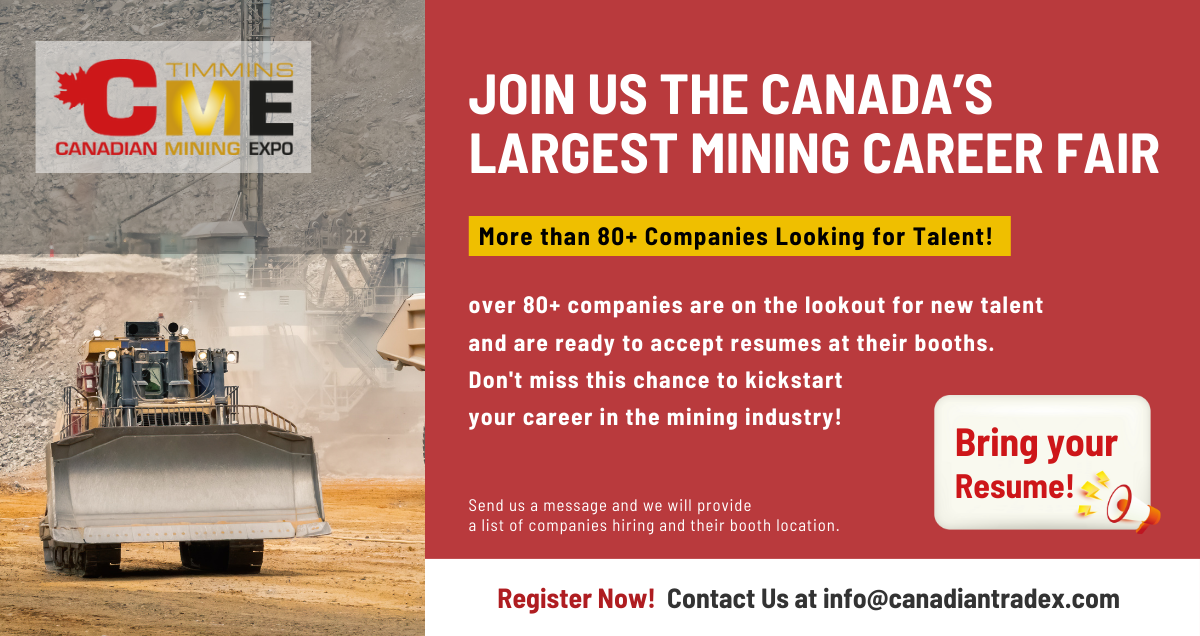 TIMMINS
CME
CANADIAN MINING EXPO
212
JOIN US THE CANADA’S
LARGEST MINING CAREER FAIR
More than 80+ Companies Looking for Talent!
over 80+ companies are on the lookout for new talent
and are ready to accept resumes at their booths.
Don't miss this chance to kickstart
your career in the mining industry!
Bring your
Resume!
Send us a message and we will provide
a list of companies hiring and their booth location.
Register Now! Contact Us at info@canadiantradex.com